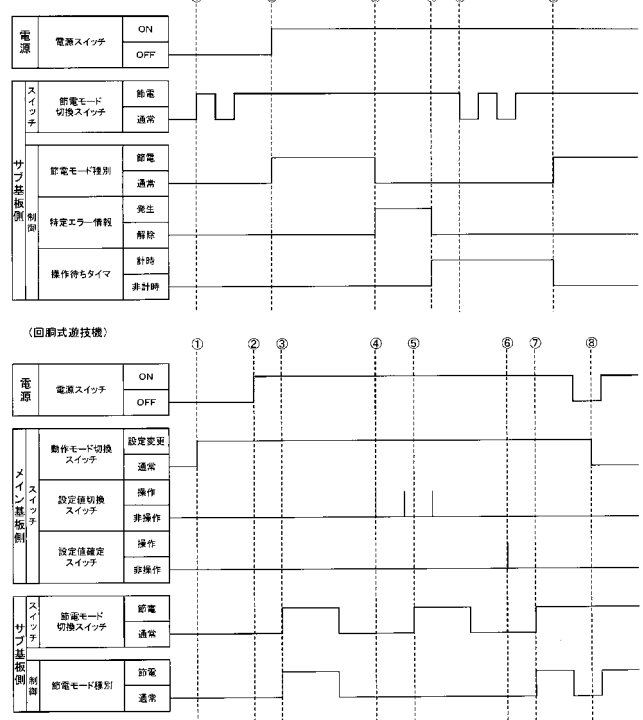 電源
電源スイッチ
ON
OFF
サブ基板側
スイッチ
節電モード
切換スイッチ
節電
通常
制御
節電モード種別
節電
通常
特定エラー情報
発生
解除
操作待ちタイマ
計時
非計時
(回胴式遊技機)
① ② ③ ④ ⑤ ⑥ ⑦ ⑧
電源
電源スイッチ
ON
OFF
メイン基板側
スイッチ
動作モード切換
スイッチ
設定変更
通常
設定値切換
スイッチ
操作
非操作
設定値確定
スイッチ
操作
非操作
サブ基板側
スイッチ
節電モード
切換スイッチ
節電
通常
制御
節電モード種別
節電
通常